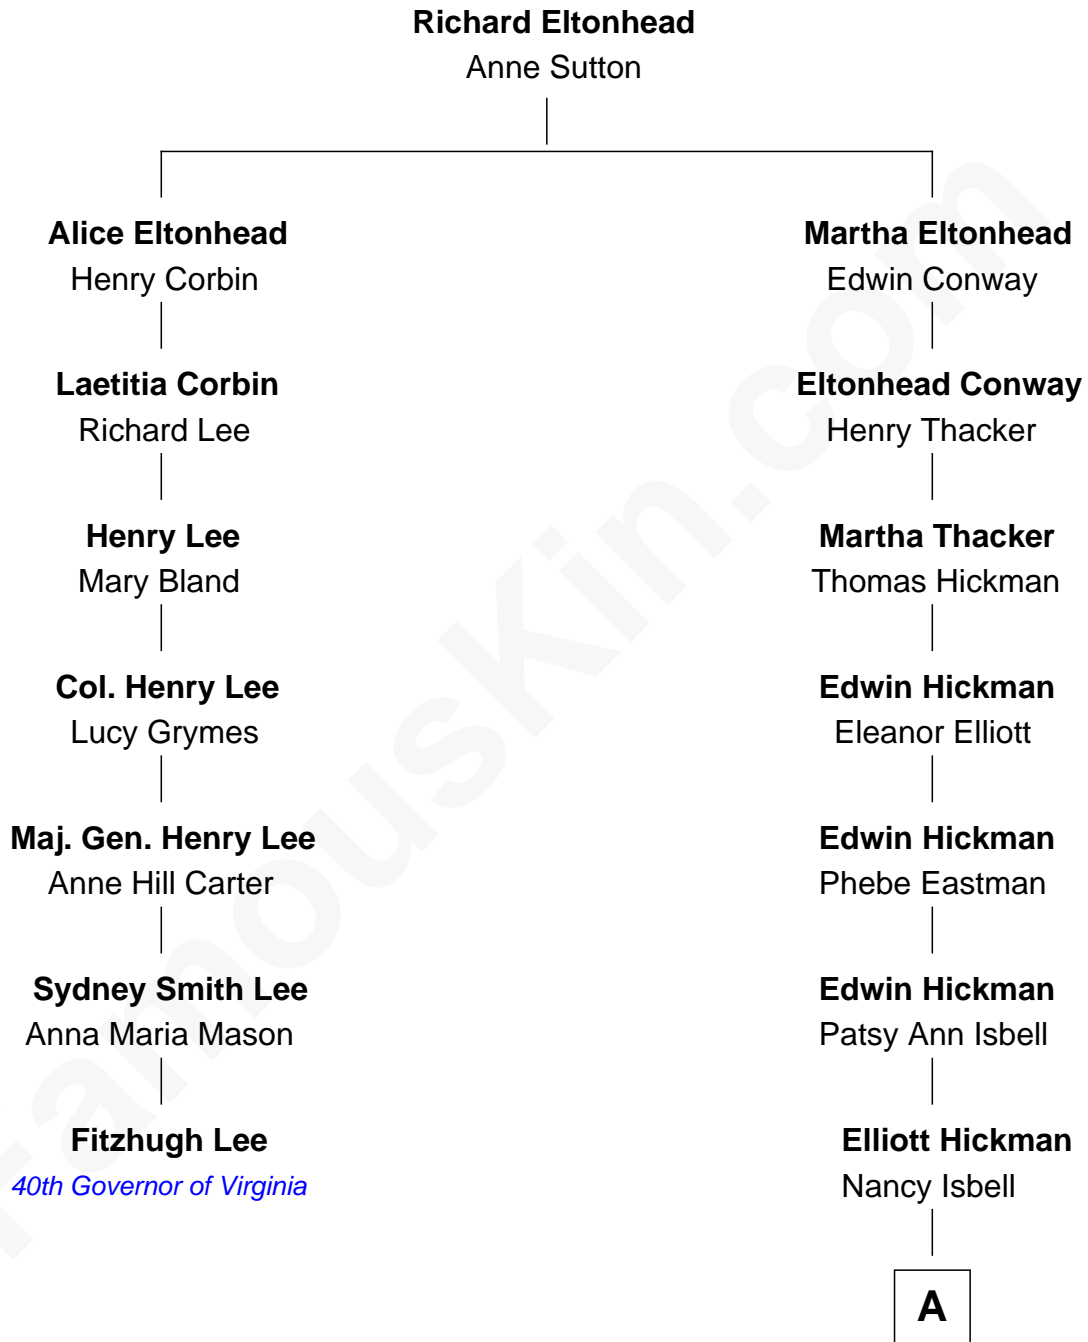 Richard Eltonhead
Anne Sutton
Alice Eltonhead
Henry Corbin
Martha Eltonhead
Edwin Conway
Laetitia Corbin
Richard Lee
Eltonhead Conway
Henry Thacker
Henry Lee
Mary Bland
Martha Thacker
Thomas Hickman
Col. Henry Lee
Lucy Grymes
Edwin Hickman
Eleanor Elliott
Maj. Gen. Henry Lee
Anne Hill Carter
Edwin Hickman
Phebe Eastman
Sydney Smith Lee
Anna Maria Mason
Edwin Hickman
Patsy Ann Isbell
Fitzhugh Lee
40th Governor of Virginia
Elliott Hickman
Nancy Isbell
A
FamousKin.com